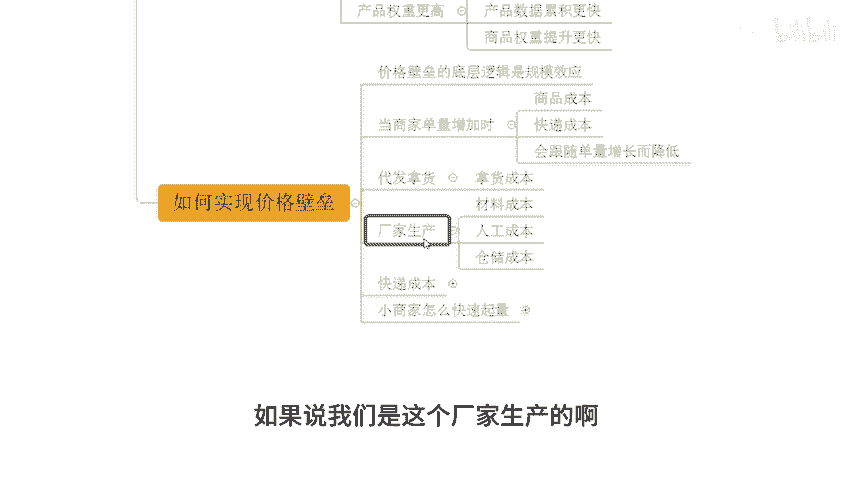 产品权重更高
产品数据累积更快
商品权重提升更快
价格壁垒的底层逻辑是规模效应
商品成本
当商家单量增加时
快递成本
会跟随单量增长而降低
代发拿货
拿货成本
如何实现价格壁垒
材料成本
厂家生产
人工成本
仓储成本
快递成本
小商家怎么快速起量
如果说我们是这个厂家生产的啊